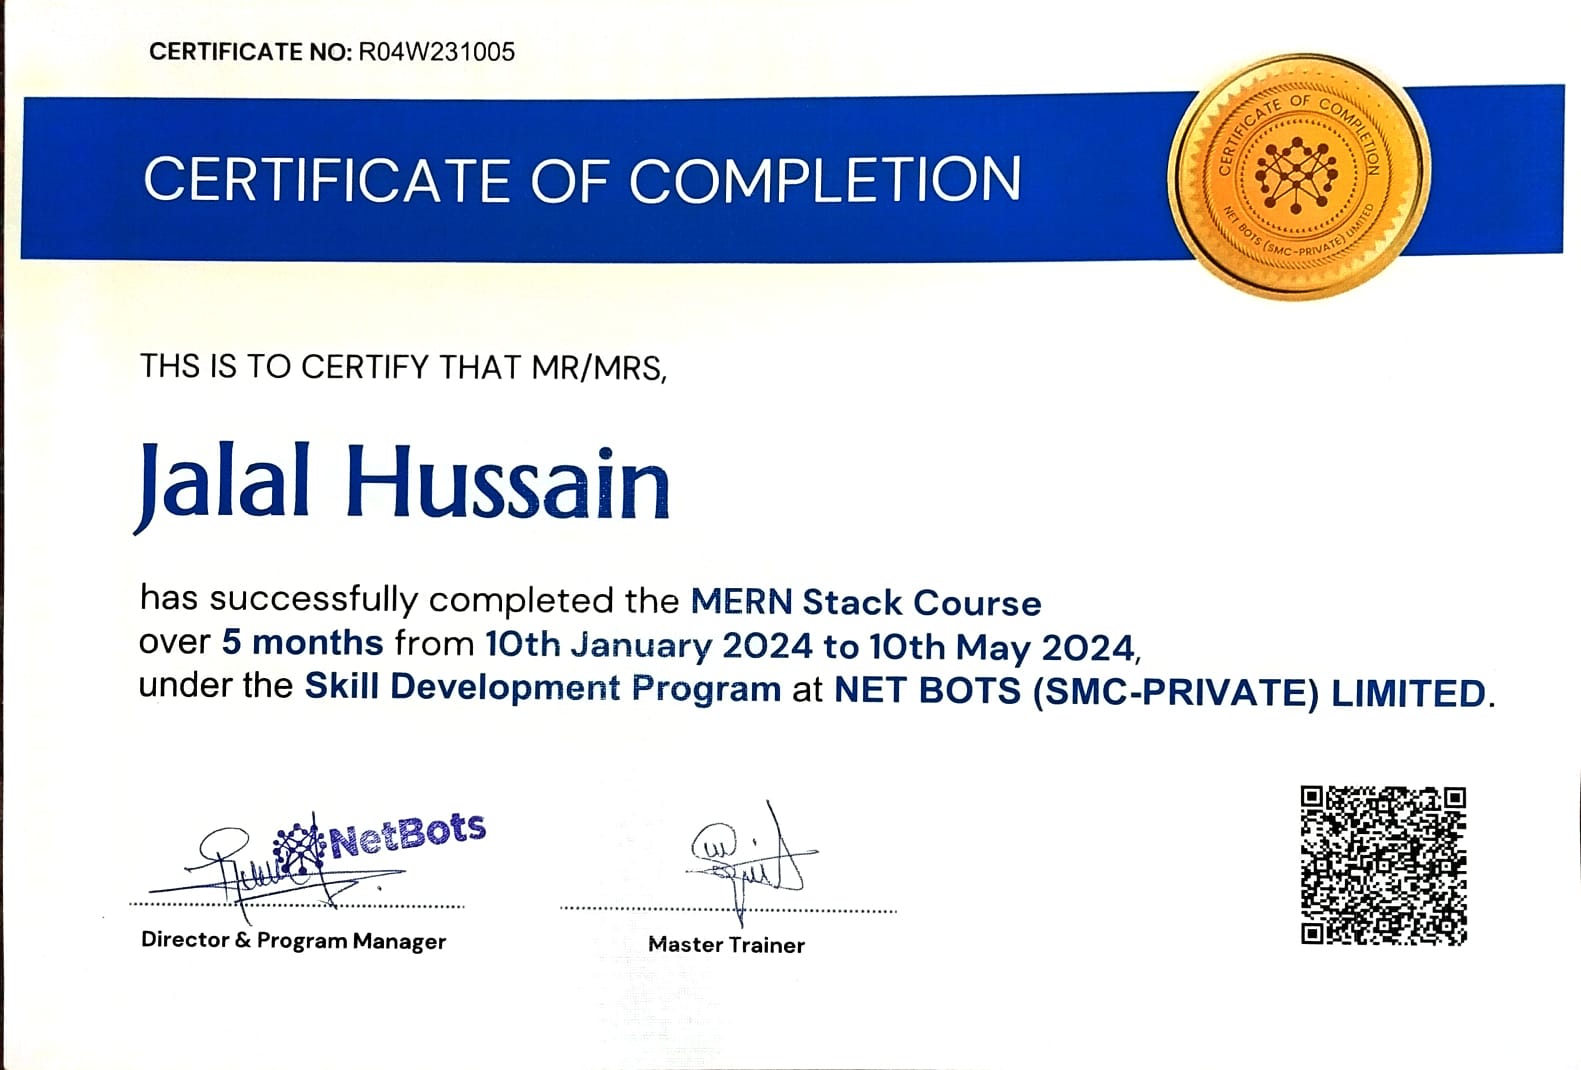 CERTIFICATE NO: R04W231005
CERTIFICATE OF COMPLETION
CERTIFICATE OF COMPLETION
NET BOTS (SMC-PRIVATE) LIMITED
THS IS TO CERTIFY THAT MR/MRS,
Jalal Hussain
has successfully completed the MERN Stack Course
over 5 months from 10th January 2024 to 10th May 2024,
under the Skill Development Program at NET BOTS (SMC-PRIVATE) LIMITED.
NetBots
Director & Program Manager
Master Trainer